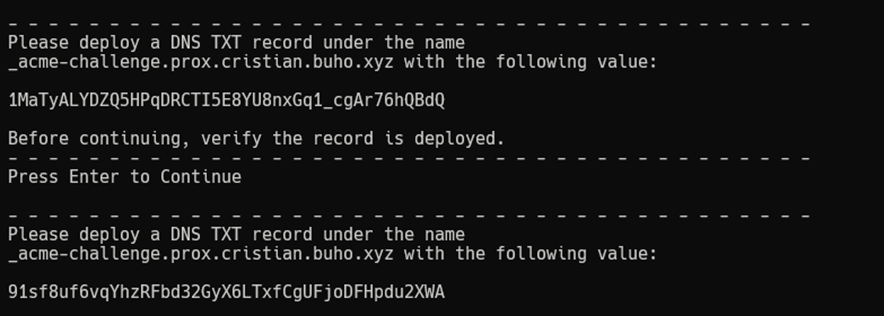 - - - - - - - - - - - - - - - - - - - - - - - - - - - - - -
Please deploy a DNS TXT record under the name
_acme-challenge.prox.cristian.buho.xyz with the following value:
1MaTyALYDZQ5HPqDRCTI5E8YU8nxGq1_cgAr76hQBdQ
Before continuing, verify the record is deployed.
- - - - - - - - - - - - - - - - - - - - - - - - - - - - - -
Press Enter to Continue
- - - - - - - - - - - - - - - - - - - - - - - - - - - - - -
Please deploy a DNS TXT record under the name
_acme-challenge.prox.cristian.buho.xyz with the following value:
91sf8uf6vqYhzRFbd32GyX6LTxfCgUFjoDFHpdu2XWA